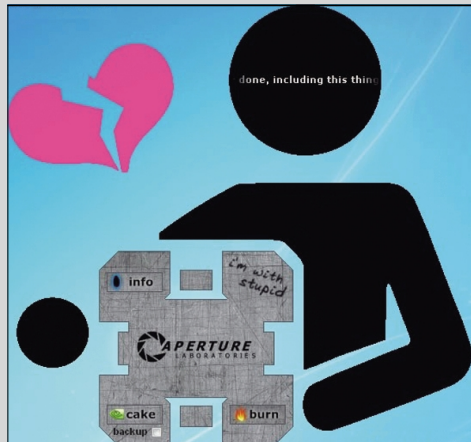 done, including this thing
i'm with
stupid
info
APERTURE
LABORATORIES
cake
burn
backup